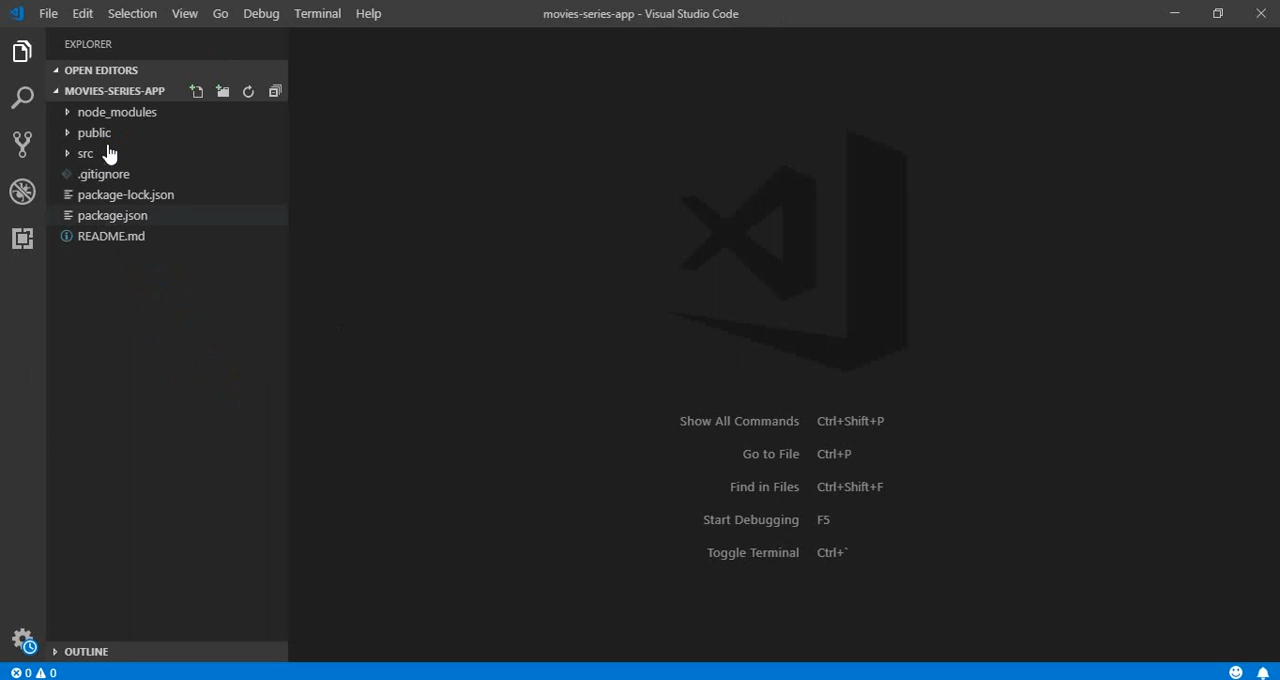 File Edit Selection View Go Debug Terminal Help movies-series-app - Visual Studio Code
EXPLORER
OPEN EDITORS
MOVIES-SERIES-APP
node_modules
public
src
.gitignore
package-lock.json
package.json
README.md
Show All Commands Ctrl+Shift+P
Go to File Ctrl+P
Find in Files Ctrl+Shift+F
Start Debugging F5
Toggle Terminal Ctrl+`
OUTLINE
0 0